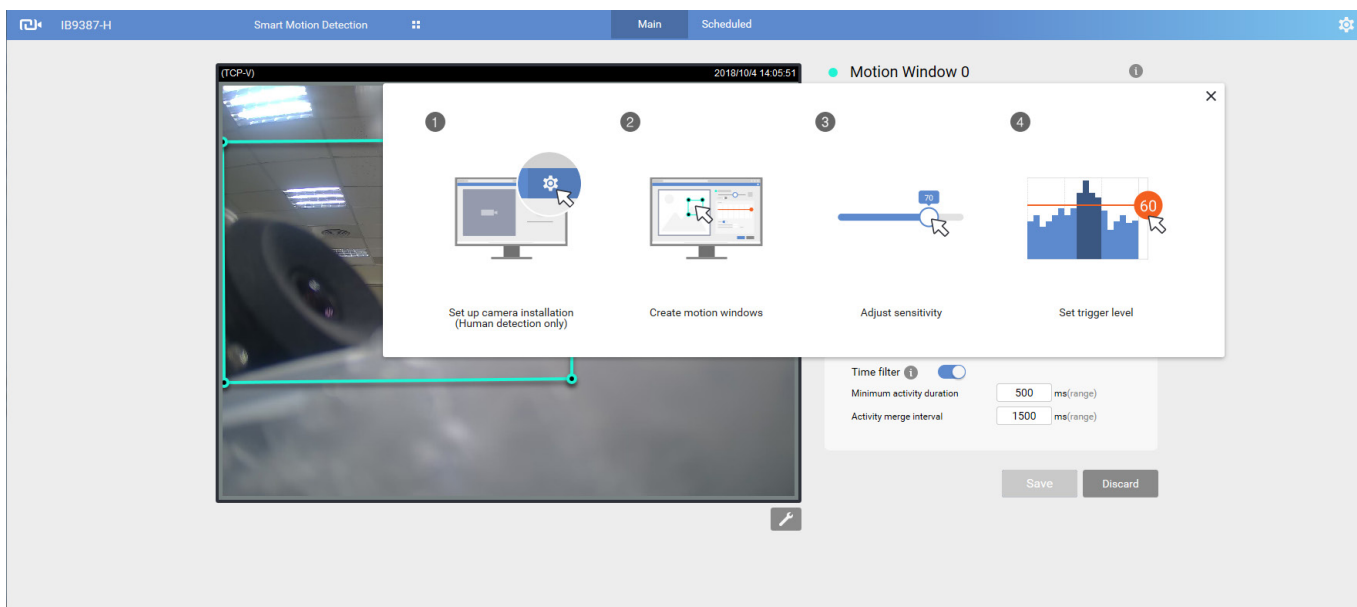 IB9387-H
Smart Motion Detection
Main
Scheduled
(TCP-V)
2018/10/4 14:05:51
Motion Window 0
1
2
3
4
70
60
Set up camera installation
(Human detection only)
Create motion windows
Adjust sensitivity
Set trigger level
Time filter
Minimum activity duration
500 ms(range)
Activity merge interval
1500 ms(range)
Save
Discard